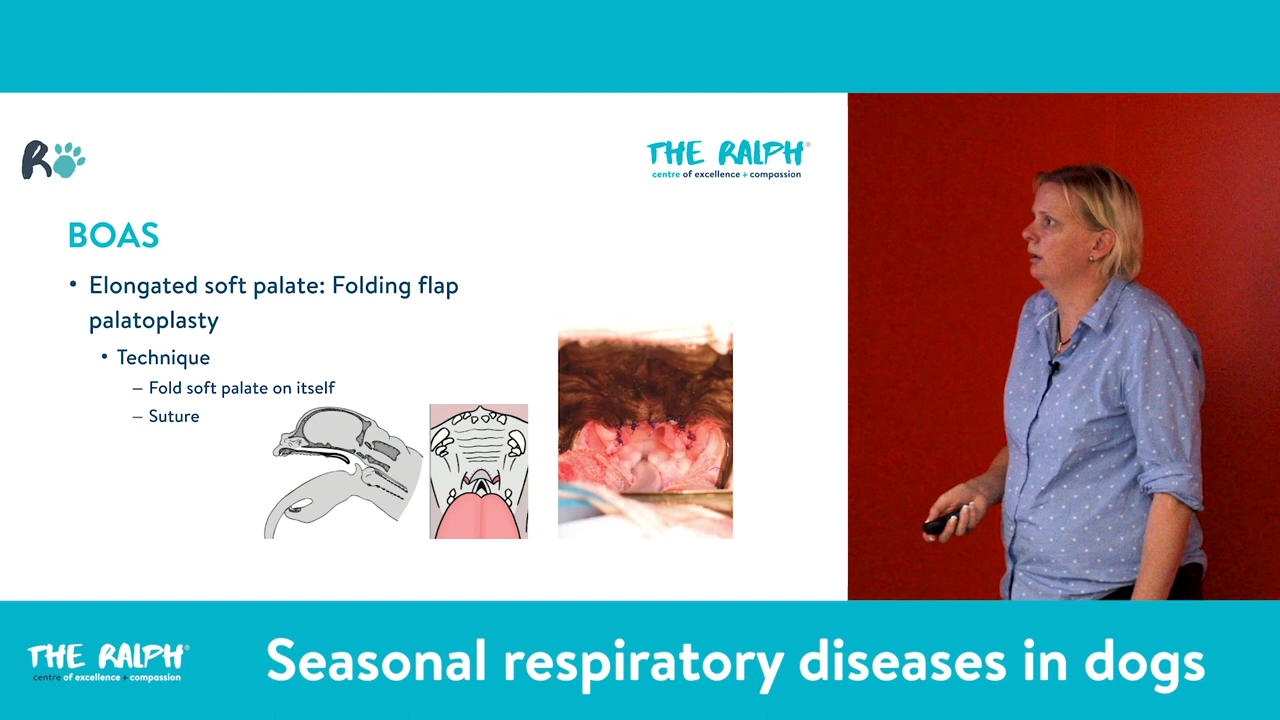 R
THE RALPH®
centre of excellence + compassion
BOAS
• Elongated soft palate: Folding flap
palatoplasty
• Technique
– Fold soft palate on itself
– Suture
THE RALPH®
centre of excellence + compassion
Seasonal respiratory diseases in dogs